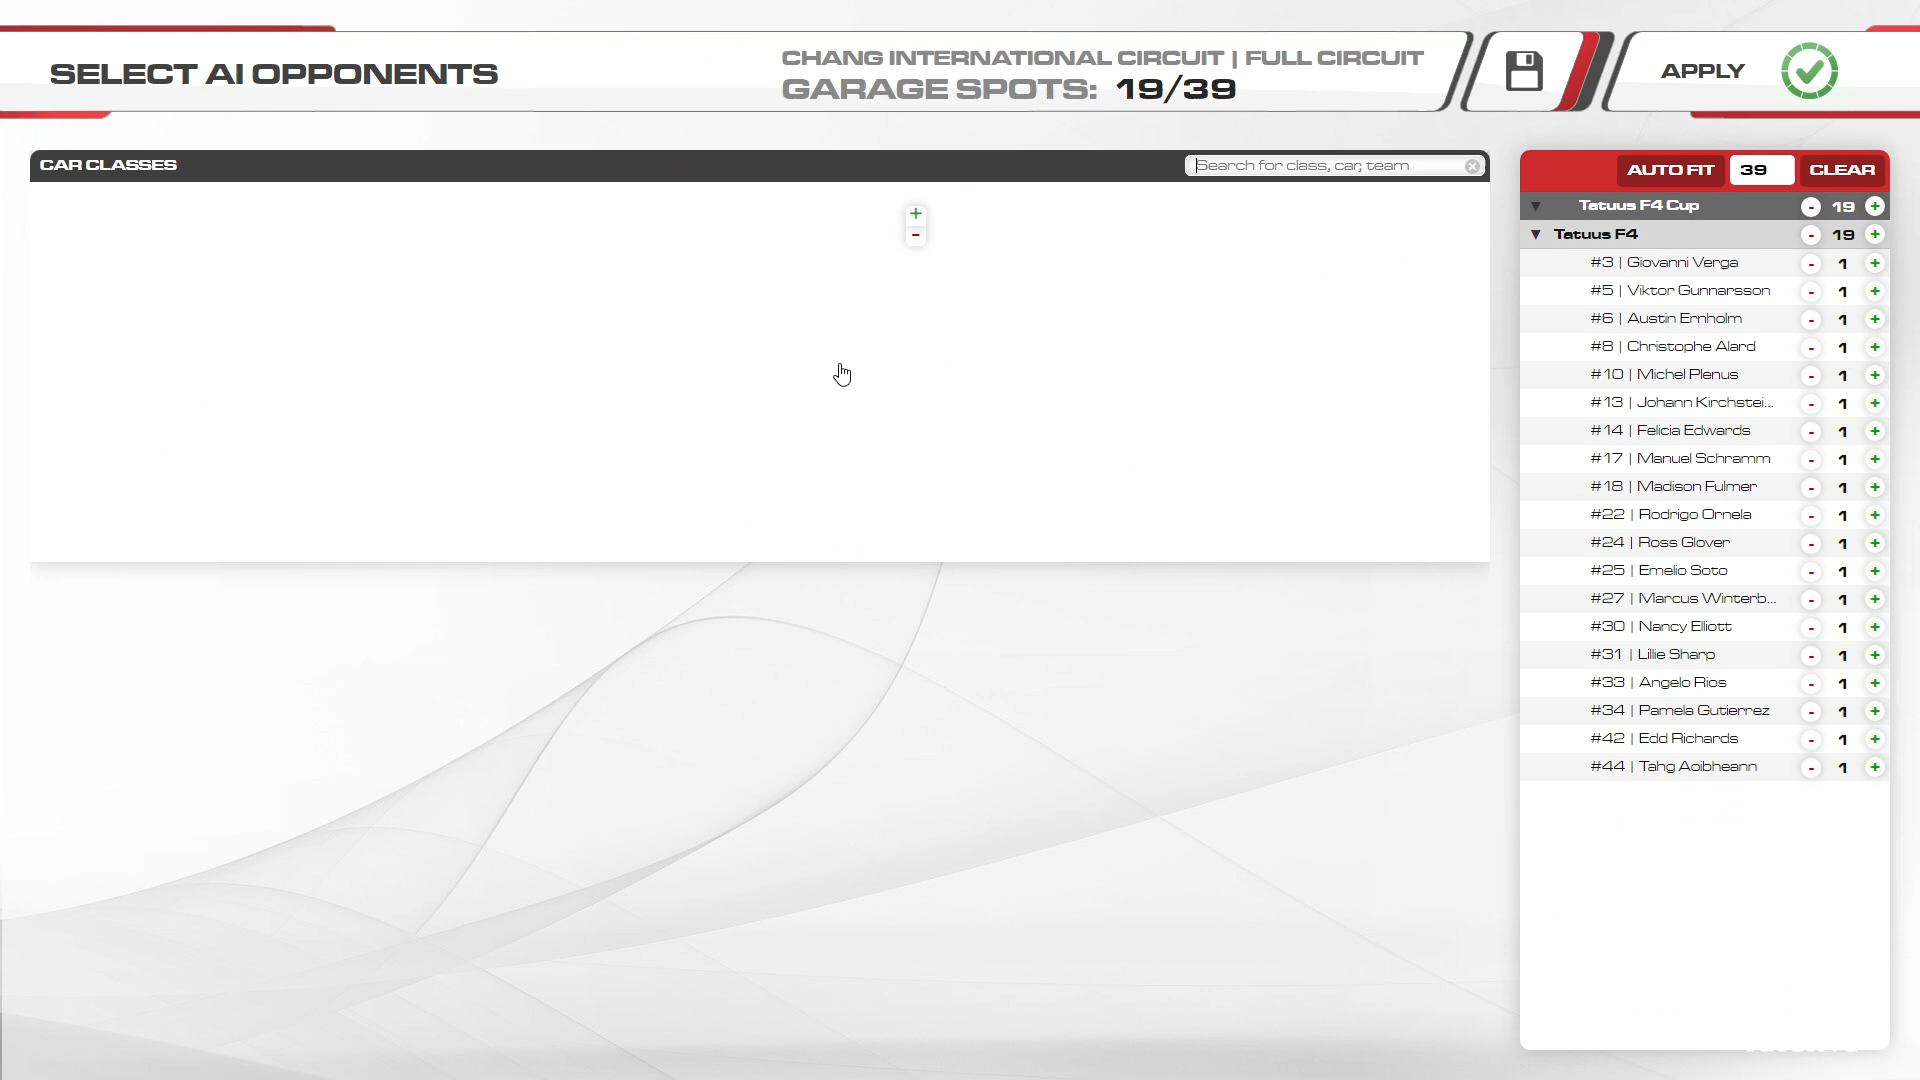 SELECT AI OPPONENTS
CHANG INTERNATIONAL CIRCUIT | FULL CIRCUIT
GARAGE SPOTS: 19/39
APPLY
CAR CLASSES
Search for class, car, team
+
-
AUTO FIT 39 CLEAR
Tatuus F4 Cup - 19 +
Tatuus F4 - 19 +
#3 | Giovanni Verga - 1 +
#5 | Viktor Gunnarsson - 1 +
#6 | Austin Ernholm - 1 +
#8 | Christophe Alard - 1 +
#10 | Michel Plenus - 1 +
#13 | Johann Kirchstei... - 1 +
#14 | Felicia Edwards - 1 +
#17 | Manuel Schramm - 1 +
#18 | Madison Fulmer - 1 +
#22 | Rodrigo Ornela - 1 +
#24 | Ross Glover - 1 +
#25 | Emelio Soto - 1 +
#27 | Marcus Winterb... - 1 +
#30 | Nancy Elliott - 1 +
#31 | Lillie Sharp - 1 +
#33 | Angelo Rios - 1 +
#34 | Pamela Gutierrez - 1 +
#42 | Edd Richards - 1 +
#44 | Tahg Aoibheann - 1 +